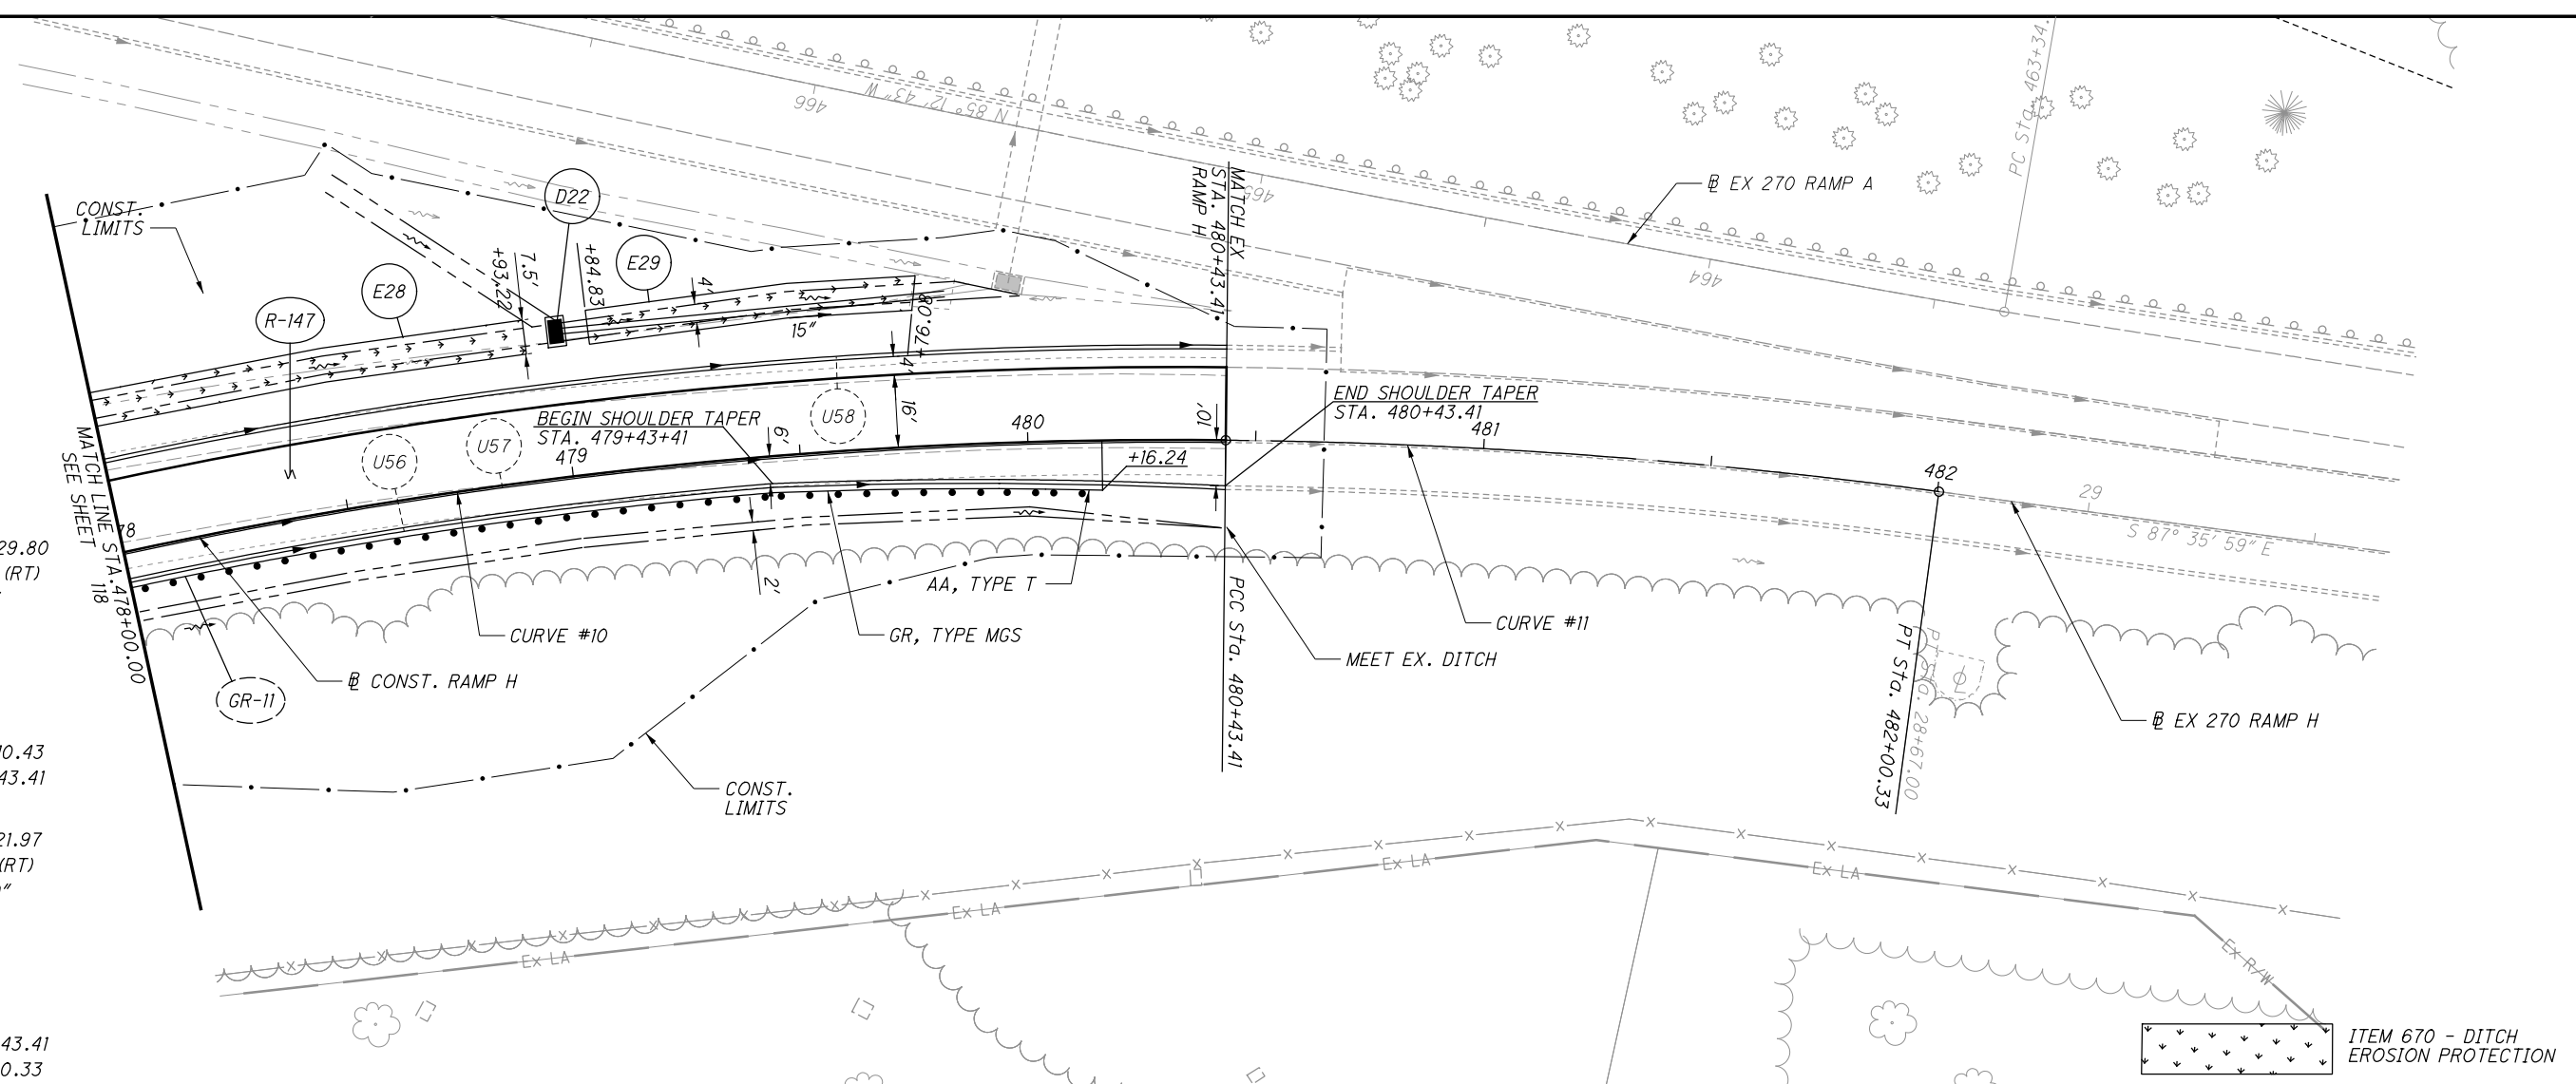 466
N 85° 12' 43" W
465
464
PC Sta. 463+34.
℄ EX 270 RAMP A
MATCH EX
STA. 480+43.41
RAMP H
CONST.
LIMITS
D22
E29
E28
R-147
7.5'
+93.22
+84.83
4'
15"
+76.08
4'
16'
10'
6'
2'
BEGIN SHOULDER TAPER
STA. 479+43+41
END SHOULDER TAPER
STA. 480+43.41
U56
U57
U58
78
479
480
481
482
+16.24
29
S 87° 35' 59" E
MATCH LINE STA.478+00.00
SEE SHEET 118
29.80
(RT)
10.43
43.41
21.97
(RT)
43.41
0.33
GR-11
℄ CONST. RAMP H
CURVE #10
GR, TYPE MGS
AA, TYPE T
PCC Sta. 480+43.41
MEET EX. DITCH
CURVE #11
PT Sta. 482+00.33
PT Sta. 28+67.00
℄ EX 270 RAMP H
CONST.
LIMITS
Ex LA
Ex LA
Ex LA
Ex LA
Ex R/W
ITEM 670 - DITCH
EROSION PROTECTION